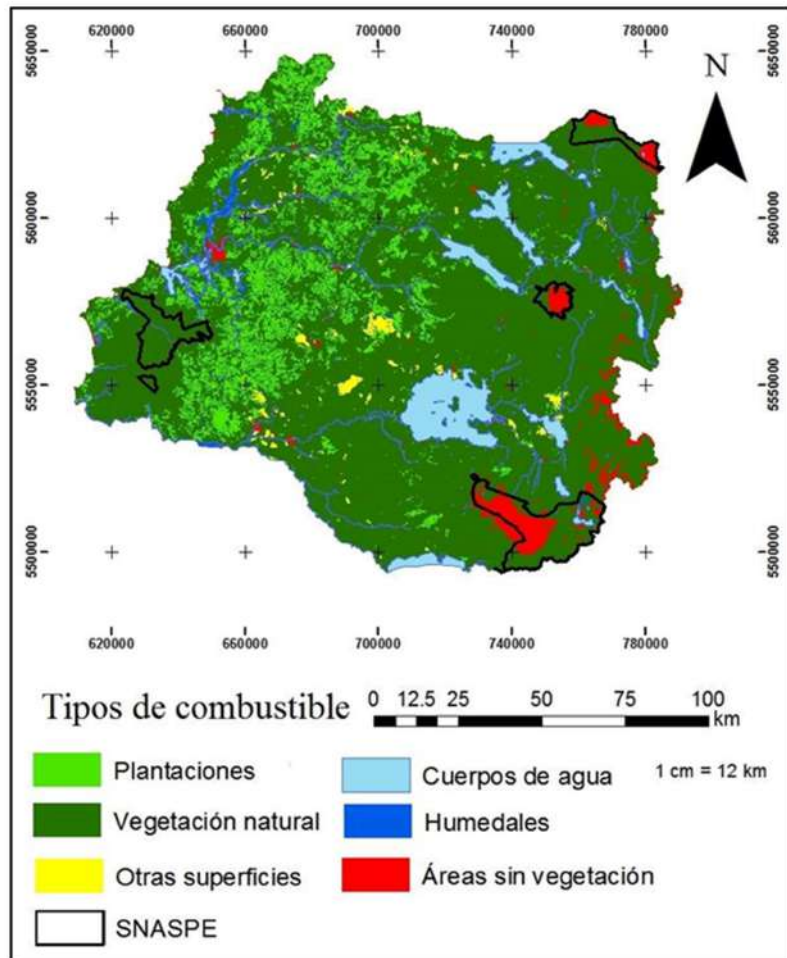 620000 660000 700000 740000 780000
5650000 5650000
N
5600000 5600000
5550000 5550000
5500000 5500000
620000 660000 700000 740000 780000
Tipos de combustible
0 12.5 25 50 75 100
km
Plantaciones
Cuerpos de agua
1 cm = 12 km
Vegetación natural
Humedales
Otras superficies
Áreas sin vegetación
SNASPE